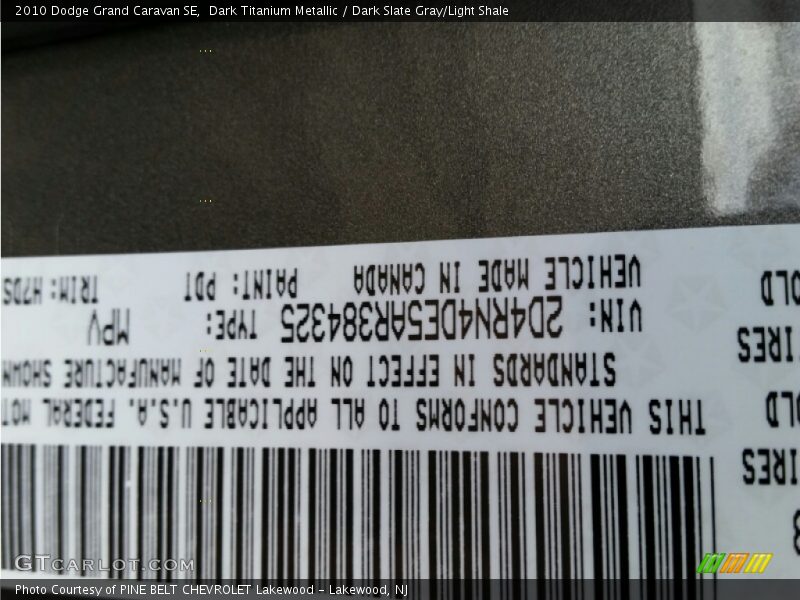 2010 Dodge Grand Caravan SE,  Dark Titanium Metallic / Dark Slate Gray/Light Shale
THIS VEHICLE CONFORMS TO ALL APPLICABLE U.S.A. FEDERAL MOT
STANDARDS IN EFFECT ON THE DATE OF MANUFACTURE SHOWN
VIN: 2D4RN4DE5AR384325 TYPE: MPV
VEHICLE MADE IN CANADA PAINT: PDT TRIM: H7DS
IRES
OLD
IRES
OLD
GTCARLOT.COM
Photo Courtesy of PINE BELT CHEVROLET Lakewood - Lakewood, NJ